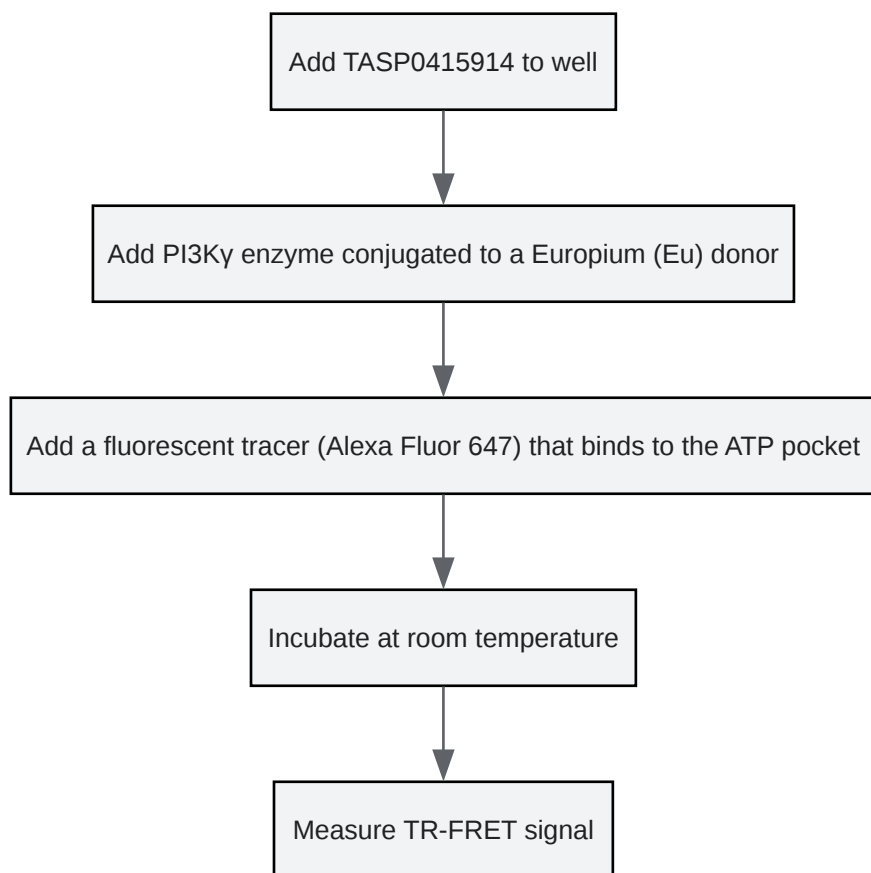 Add TASP0415914 to well
Add PI3Kγ enzyme conjugated to a Europium (Eu) donor
Add a fluorescent tracer (Alexa Fluor 647) that binds to the ATP pocket
Incubate at room temperature
Measure TR-FRET signal